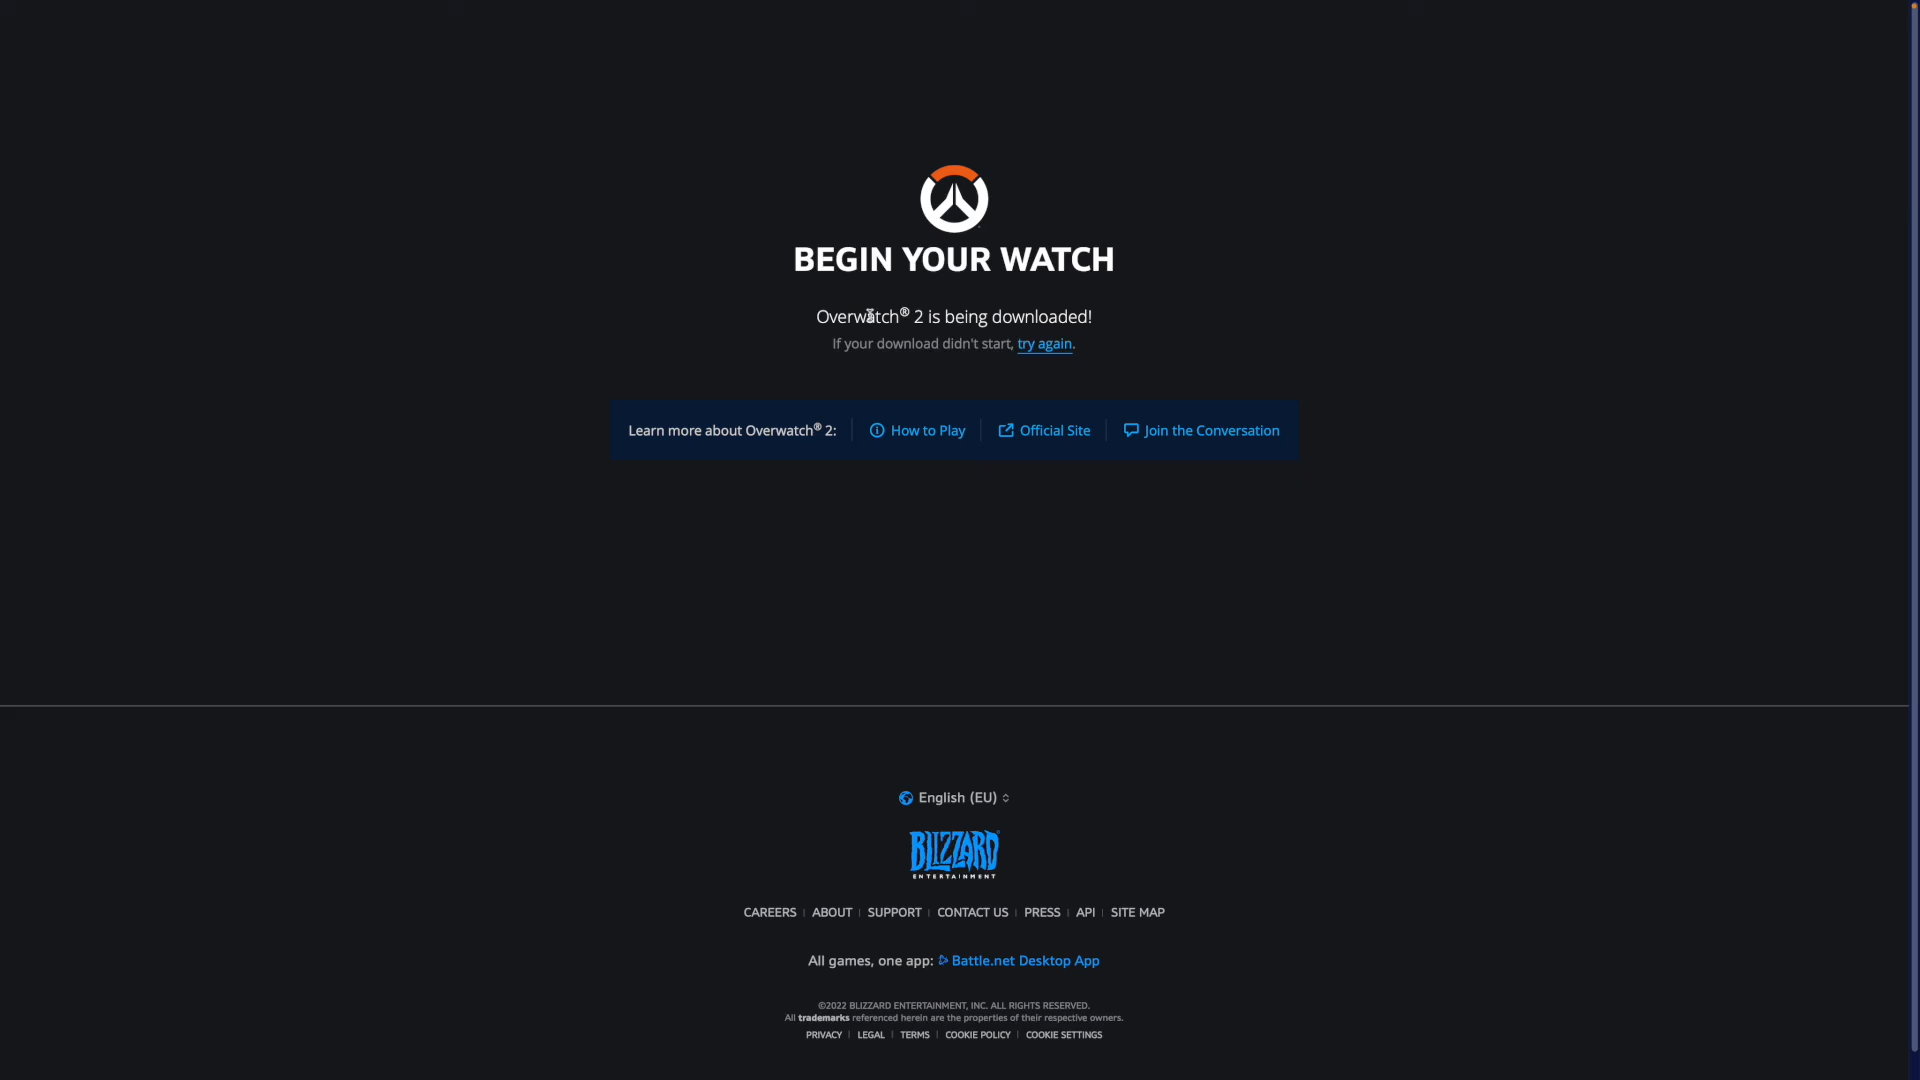 BEGIN YOUR WATCH
Overwatch® 2 is being downloaded!
If your download didn't start, try again.
Learn more about Overwatch® 2: How to Play Official Site Join the Conversation
English (EU)
BLIZZARD
ENTERTAINMENT
CAREERS ABOUT SUPPORT CONTACT US PRESS API SITE MAP
All games, one app: Battle.net Desktop App
©2022 BLIZZARD ENTERTAINMENT, INC. ALL RIGHTS RESERVED.
All trademarks referenced herein are the properties of their respective owners.
PRIVACY LEGAL TERMS COOKIE POLICY COOKIE SETTINGS